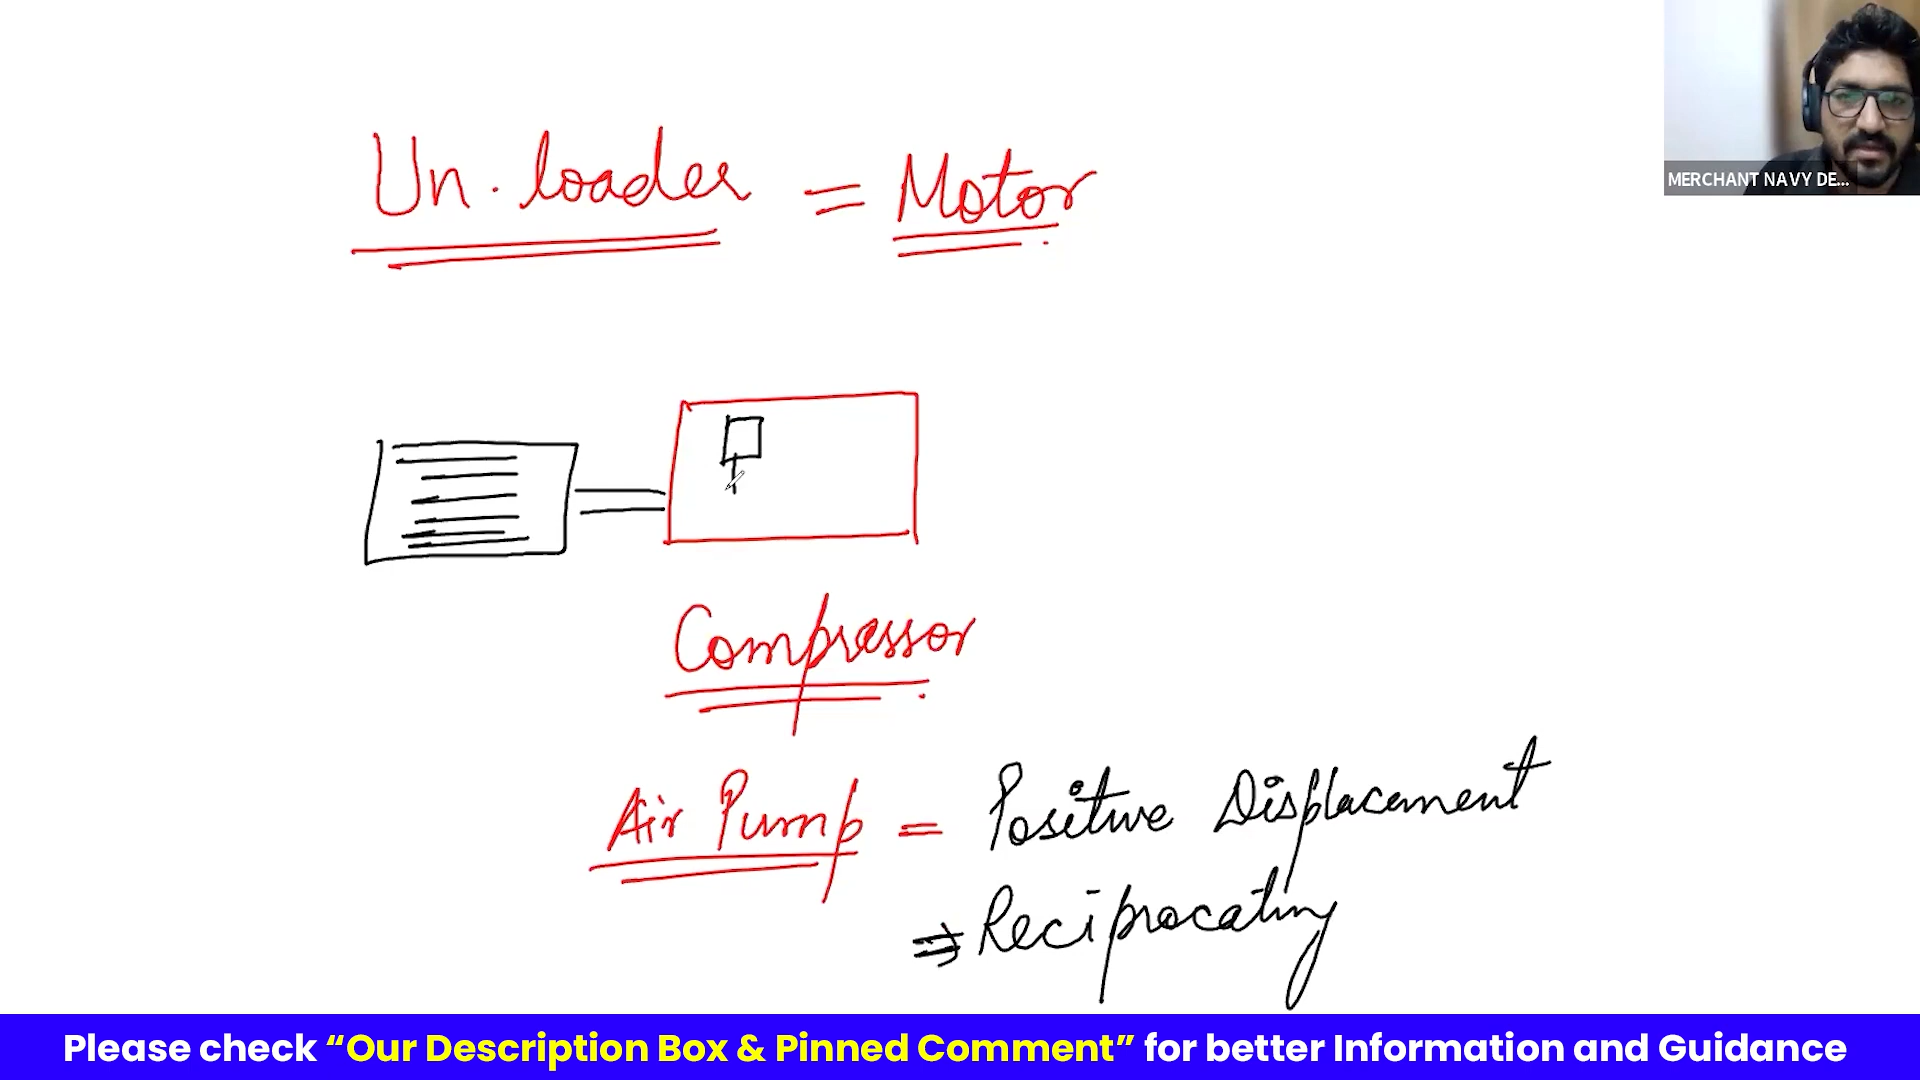 MERCHANT NAVY DE...
Un.loader = Motor
Compressor
Air Pump = Positive Displacement
⇒ Reciprocating
Please check “Our Description Box & Pinned Comment” for better Information and Guidance